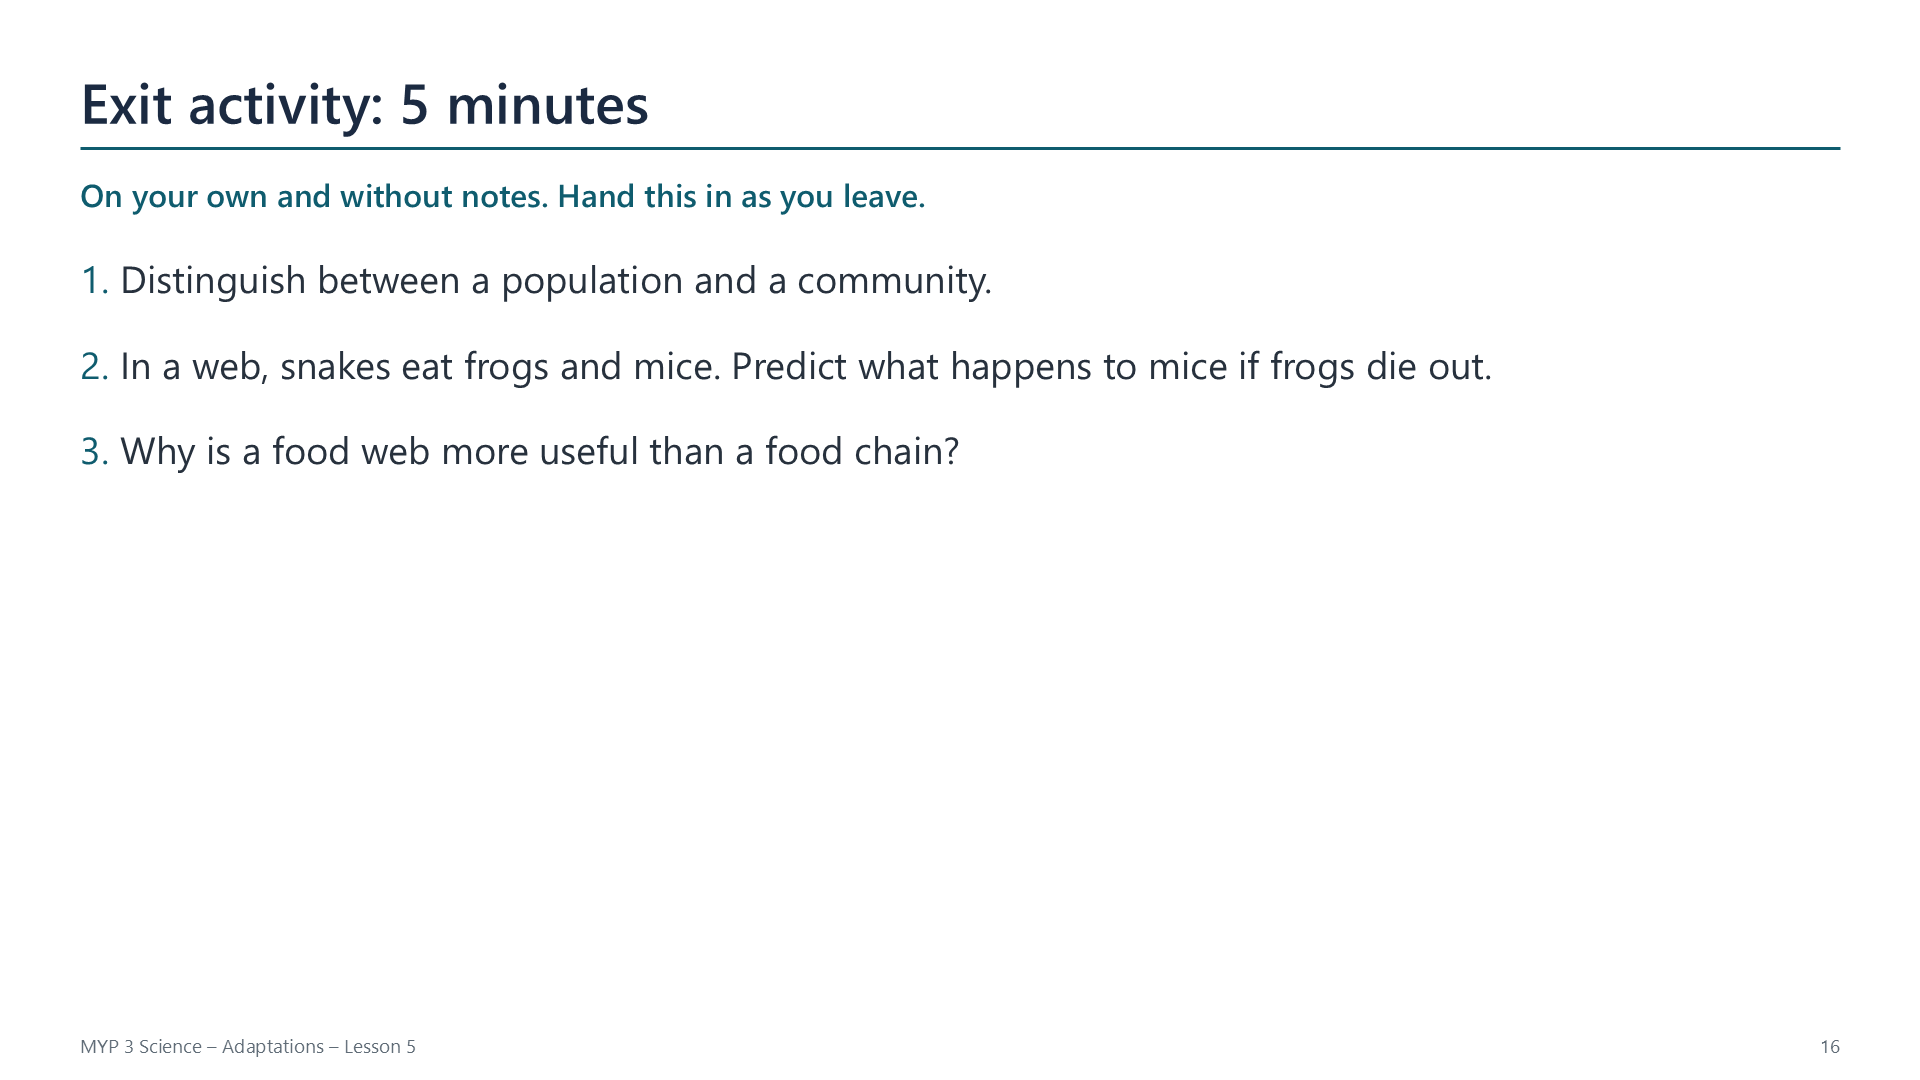 Exit activity: 5 minutes
On your own and without notes. Hand this in as you leave.
1. Distinguish between a population and a community.
2. In a web, snakes eat frogs and mice. Predict what happens to mice if frogs die out.
3. Why is a food web more useful than a food chain?
MYP 3 Science – Adaptations – Lesson 5
16